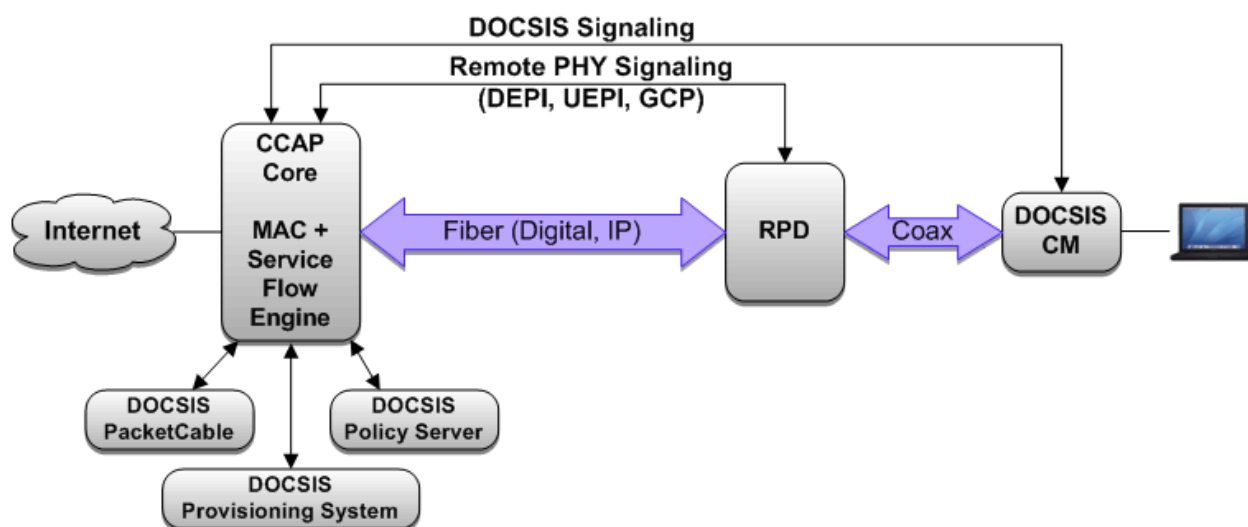 DOCSIS Signaling
Remote PHY Signaling
(DEPI, UEPI, GCP)
Internet
CCAP
Core
MAC +
Service
Flow
Engine
Fiber (Digital, IP)
RPD
Coax
DOCSIS
CM
DOCSIS
PacketCable
DOCSIS
Policy Server
DOCSIS
Provisioning System